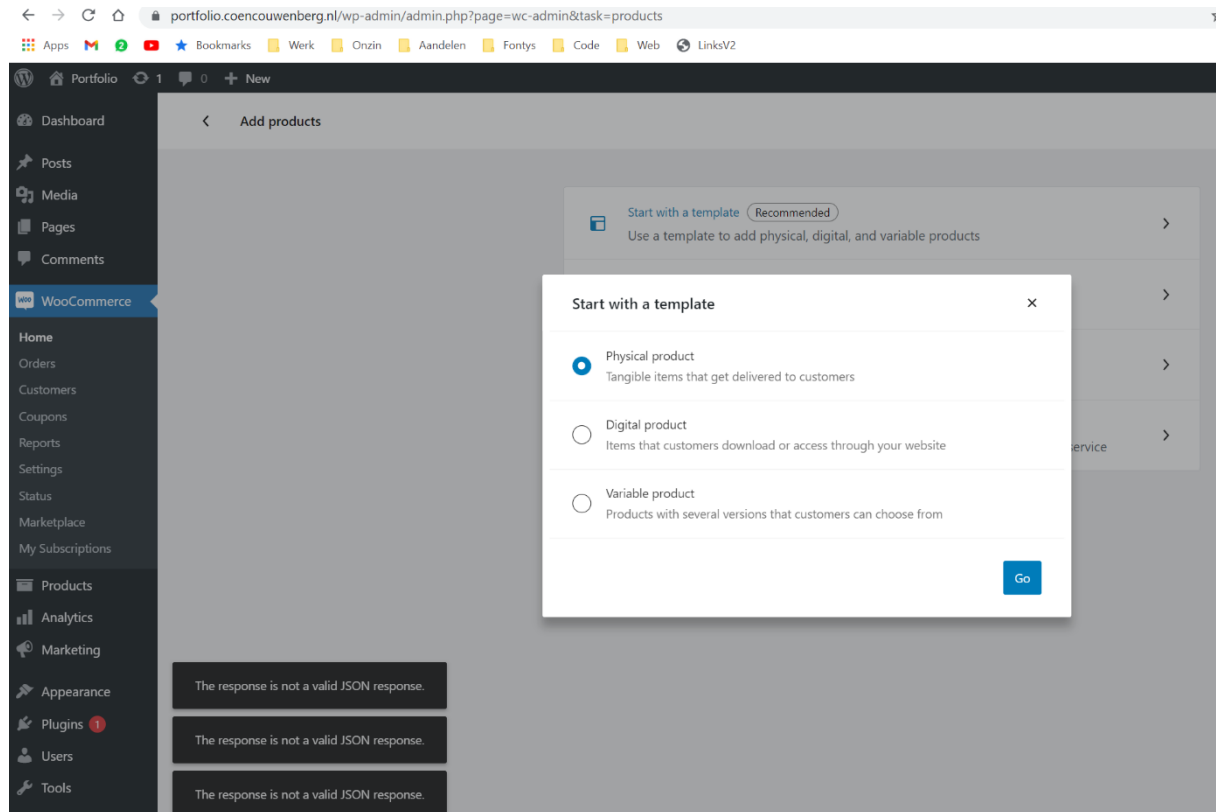 portfolio.coencouwenberg.nl/wp-admin/admin.php?page=wc-admin&task=products
Apps 2 Bookmarks Werk Onzin Aandelen Fontys Code Web LinksV2
Portfolio 1 0 + New
Dashboard
Posts
Media
Pages
Comments
Woo WooCommerce
Home
Orders
Customers
Coupons
Reports
Settings
Status
Marketplace
My Subscriptions
Products
Analytics
Marketing
Appearance
Plugins 1
Users
Tools
Add products
Start with a template Recommended
Use a template to add physical, digital, and variable products
ervice
Start with a template
Physical product
Tangible items that get delivered to customers
Digital product
Items that customers download or access through your website
Variable product
Products with several versions that customers can choose from
Go
The response is not a valid JSON response.
The response is not a valid JSON response.
The response is not a valid JSON response.